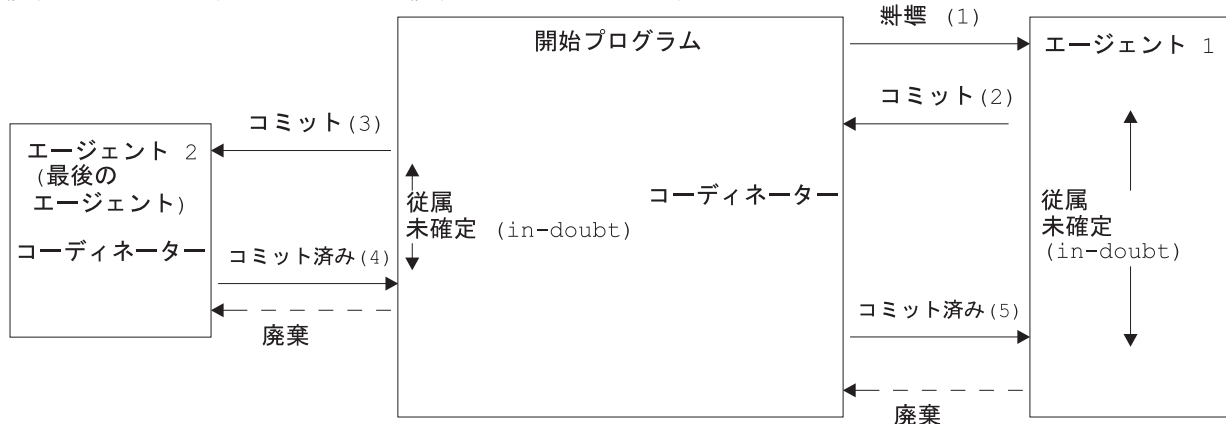 準備 (1)
開始プログラム
エージェント 1
コミット(2)
コミット(3)
エージェント 2
(最後の
エージェント)
コーディネーター
従属
未確定 (in-doubt)
コーディネーター
従属
未確定
(in-doubt)
コミット済み(4)
廃棄
コミット済み(5)
廃棄